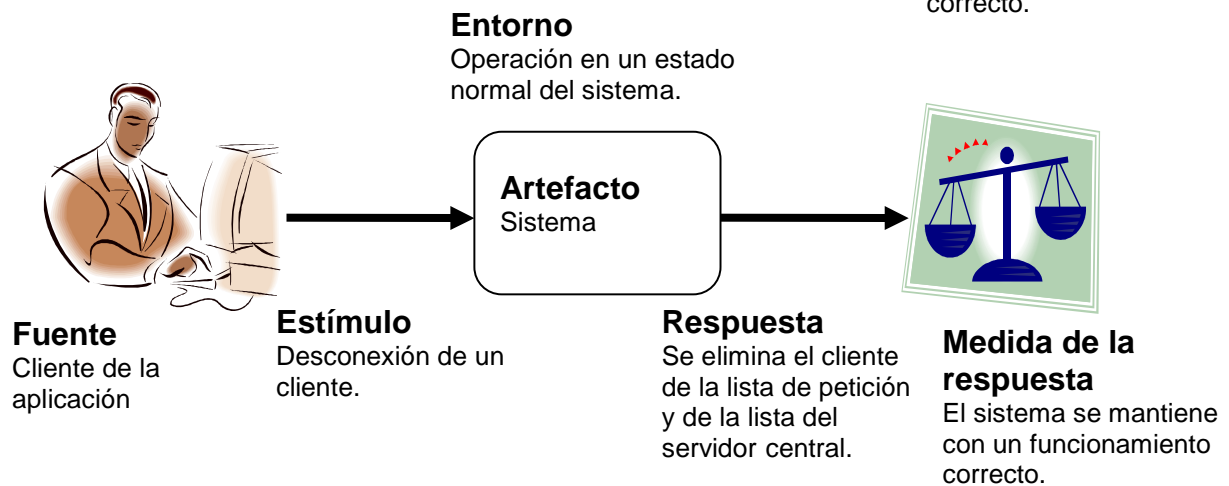 correcto.
Entorno
Operación en un estado
normal del sistema.
Artefacto
Sistema
Fuente
Cliente de la
aplicación
Estímulo
Desconexión de un
cliente.
Respuesta
Se elimina el cliente
de la lista de petición
y de la lista del
servidor central.
Medida de la
respuesta
El sistema se mantiene
con un funcionamiento
correcto.